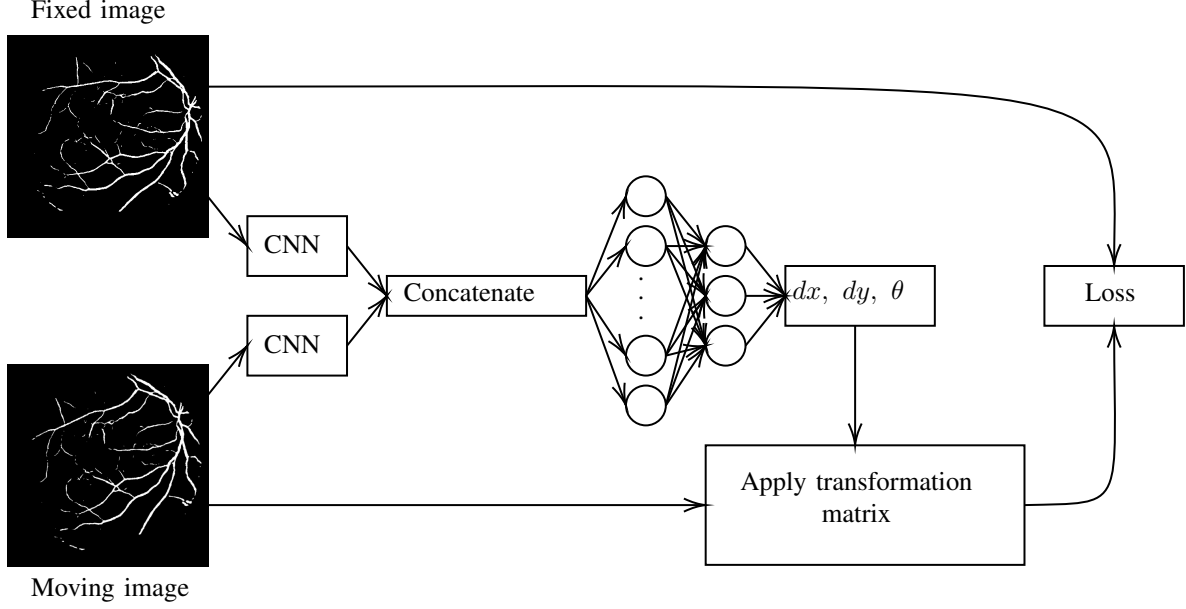 Fixed image
CNN
Concatenate
dx, dy, θ
Loss
CNN
Apply transformation
matrix
Moving image